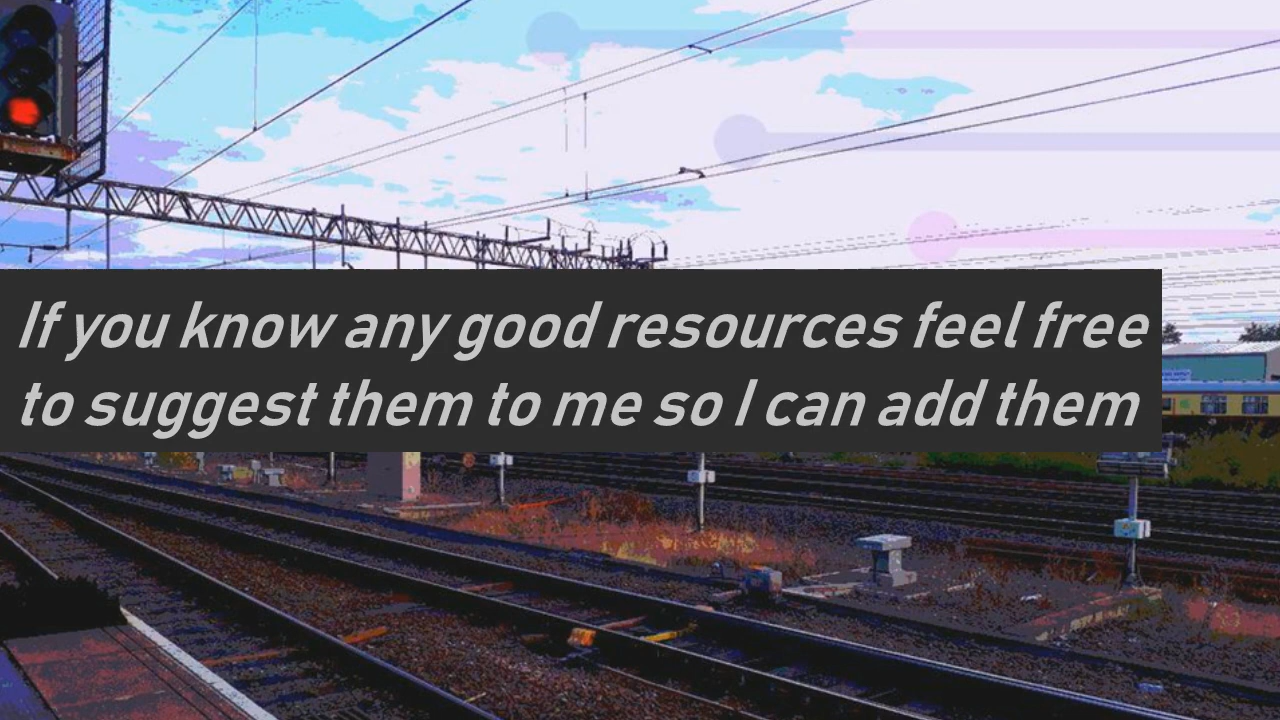 If you know any good resources feel free
to suggest them to me so I can add them